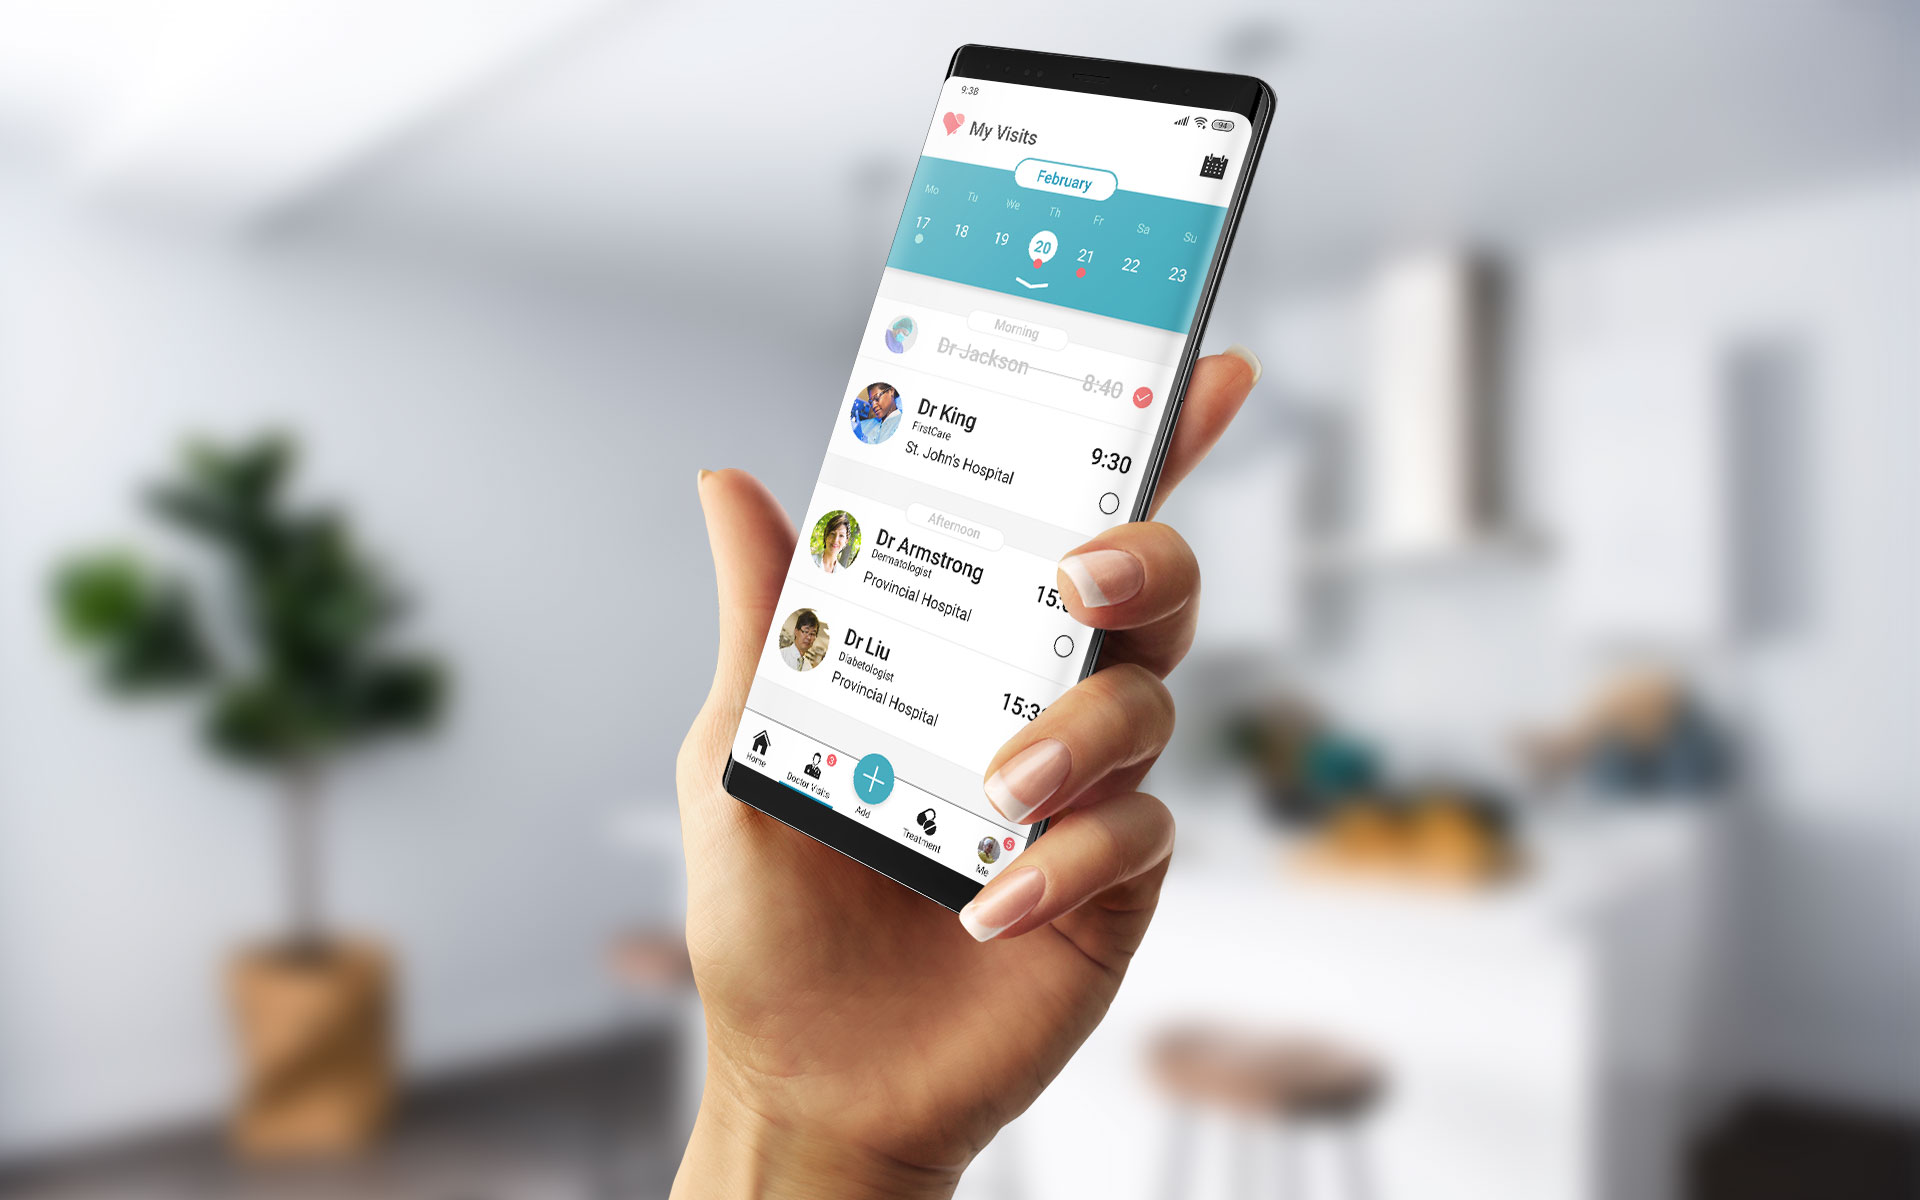 9:38
94
My Visits
February
Mo Tu We Th Fr Sa Su
17 18 19 20 21 22 23
Morning
Dr Jackson 8:40
Dr King
FirstCare
St. John's Hospital
9:30
Afternoon
Dr Armstrong
Dermatologist
Provincial Hospital
15:
Dr Liu
Diabetologist
Provincial Hospital
15:3
Home
3
Doctor Visits
Add
Treatment
5
Me